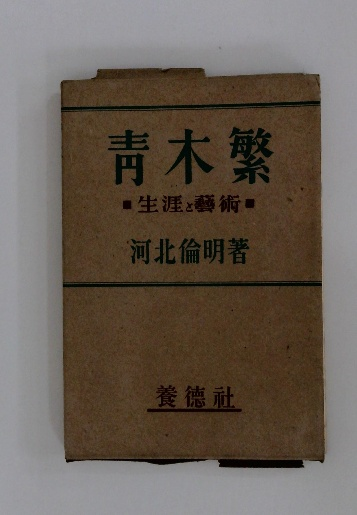 青木繁
■生涯と藝術■
河北倫明著
養德社